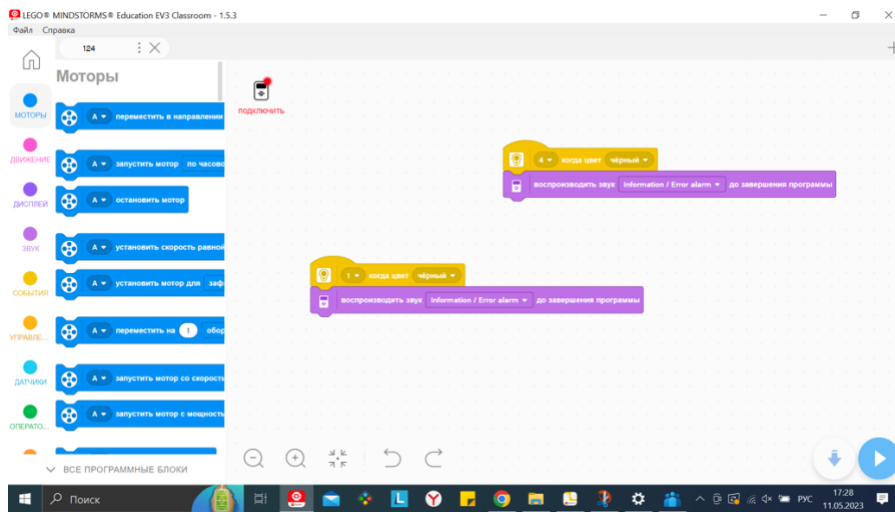 LEGO® MINDSTORMS® Education EV3 Classroom - 1.5.3
Файл Справка
124
Моторы
подключить
МОТОРЫ
A переместить в направлении
ДВИЖЕНИЕ
A запустить мотор по часово
4 когда цвет чёрный
воспроизводить звук Information / Error alarm до завершения программы
ДИСПЛЕЙ
A остановить мотор
ЗВУК
A установить скорость равной
1 когда цвет чёрный
воспроизводить звук Information / Error alarm до завершения программы
СОБЫТИЯ
A установить мотор для заф
УПРАВЛЕ...
A переместить на 1 обор
ДАТЧИКИ
A запустить мотор со скорость
ОПЕРАТО...
A запустить мотор с мощность
ВСЕ ПРОГРАММНЫЕ БЛОКИ
Поиск
РУС
17:28
11.05.2023